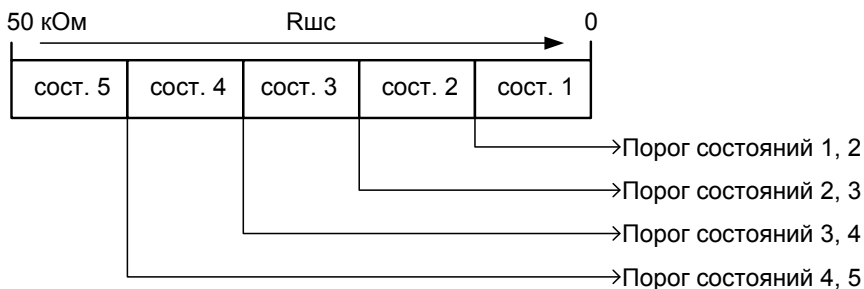 50 кОм Rшс 0
сост. 5 сост. 4 сост. 3 сост. 2 сост. 1
Порог состояний 1, 2
Порог состояний 2, 3
Порог состояний 3, 4
Порог состояний 4, 5